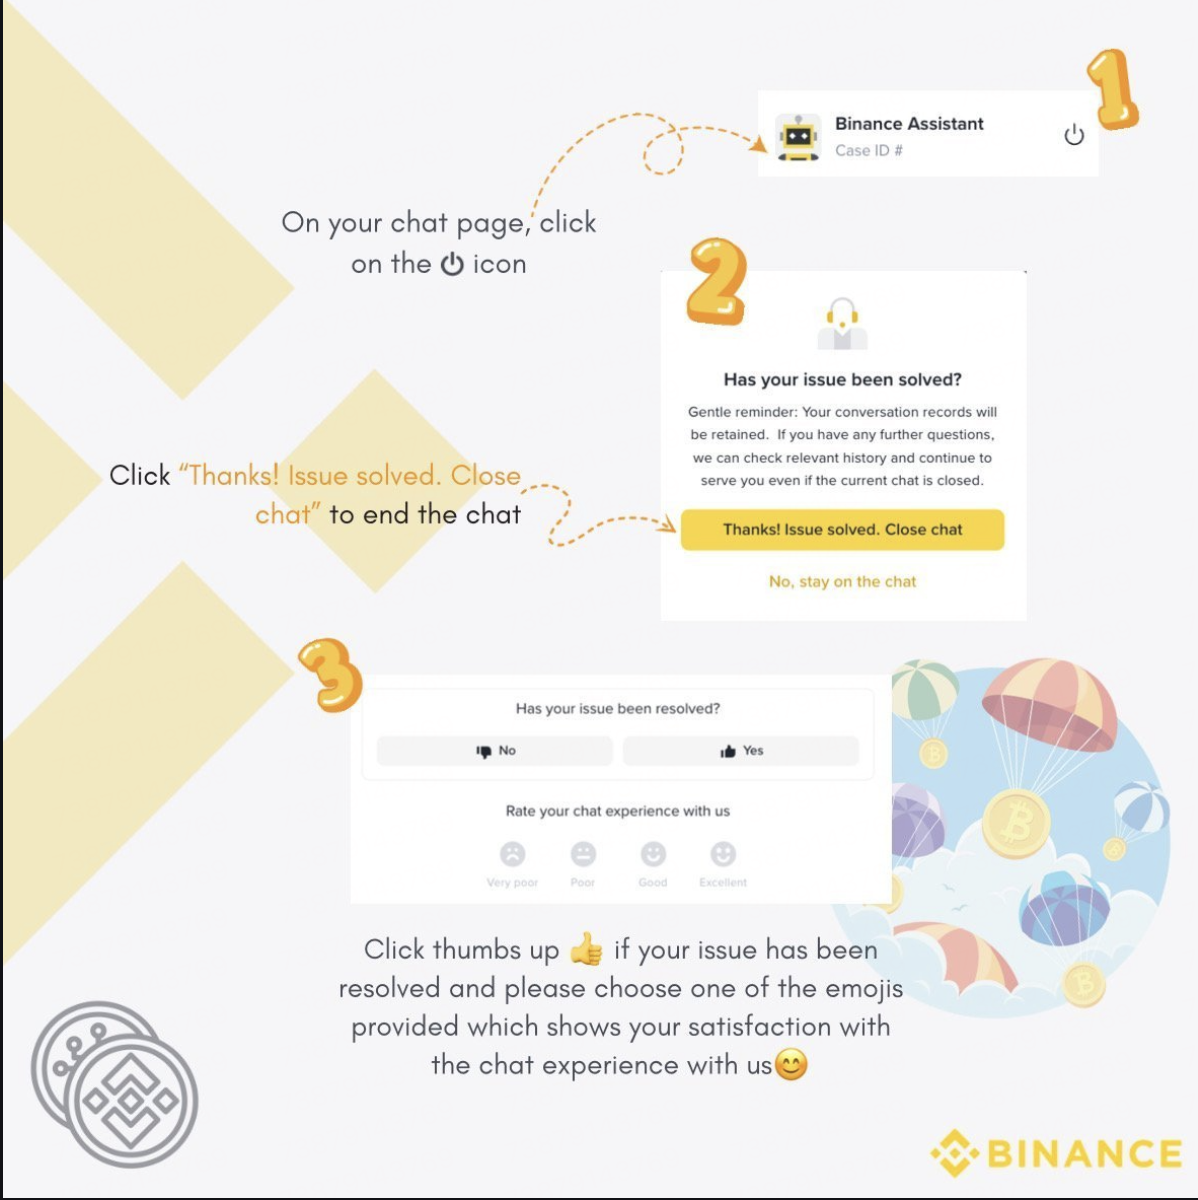 1
Binance Assistant
Case ID #
On your chat page, click
on the ⏻ icon
2
Has your issue been solved?
Gentle reminder: Your conversation records will
be retained. If you have any further questions,
we can check relevant history and continue to
serve you even if the current chat is closed.
Thanks! Issue solved. Close chat
No, stay on the chat
Click “Thanks! Issue solved. Close
chat” to end the chat
3
Has your issue been resolved?
No
Yes
Rate your chat experience with us
Very poor
Poor
Good
Excellent
Click thumbs up 👍 if your issue has been
resolved and please choose one of the emojis
provided which shows your satisfaction with
the chat experience with us😊
BINANCE